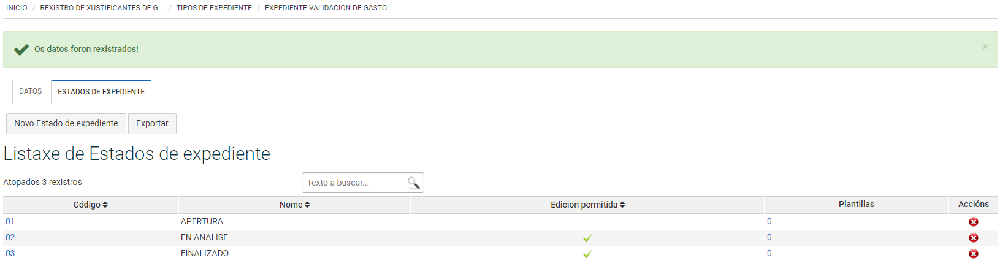 INICIO / REXISTRO DE XUSTIFICANTES DE G... / TIPOS DE EXPEDIENTE / EXPEDIENTE VALIDACION DE GASTO...
Os datos foron rexistrados! ×
DATOS ESTADOS DE EXPEDIENTE
Novo Estado de expediente Exportar
Listaxe de Estados de expediente
Atopados 3 rexistros Texto a buscar...
Código Nome Edicion permitida Plantillas Accións
01 APERTURA 0
02 EN ANALISE 0
03 FINALIZADO 0